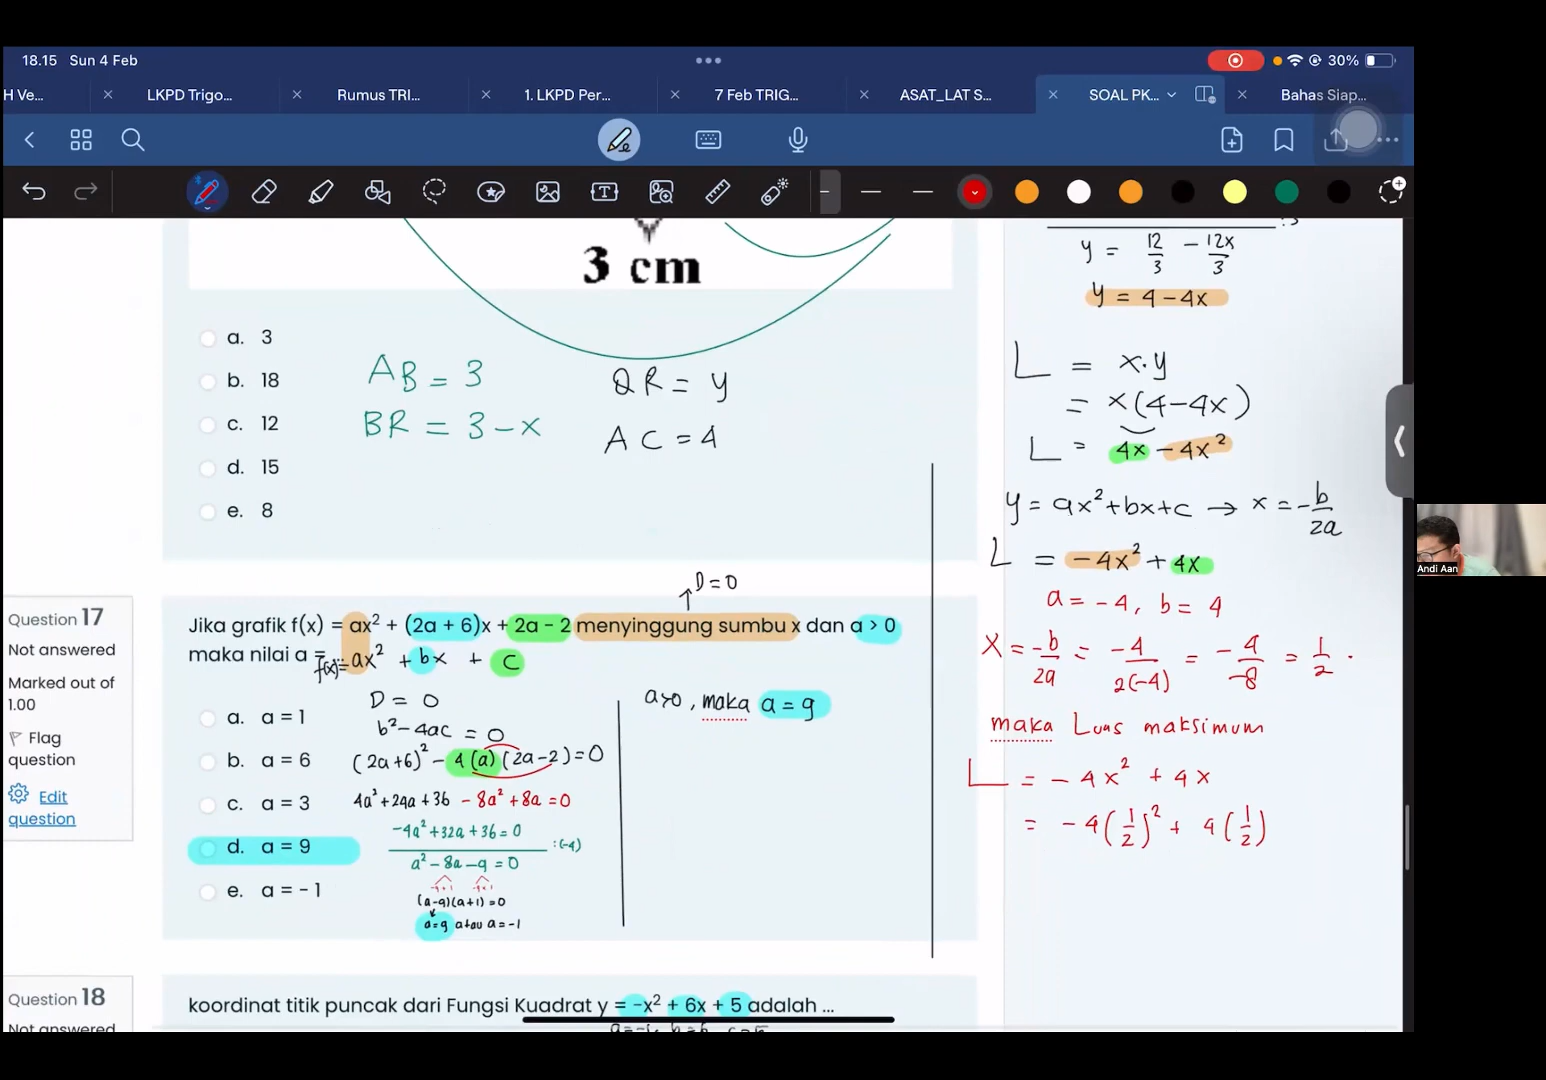 18.15 Sun 4 Feb
30%
H Ve...
LKPD Trigo...
Rumus TRI...
1. LKPD Per...
7 Feb TRIG...
ASAT_LAT S...
SOAL PK...
Bahas Siap...
3 cm
a. 3
b. 18
c. 12
d. 15
e. 8
AB = 3
BR = 3 - x
QR = y
AC = 4
y = 12/3 - 12x/3
y = 4 - 4x
L = x.y
= x(4-4x)
L = 4x - 4x²
y = ax²+bx+c → x = -b/2a
L = -4x² + 4x
a = -4, b = 4
x = -b/2a = -4/2(-4) = -4/-8 = 1/2.
maka Luas maksimum
L = -4x² + 4x
= -4(1/2)² + 4(1/2)
Question 17
Not answered
Marked out of
1.00
Flag
question
Edit
question
D = 0
Jika grafik f(x) = ax² + (2a + 6)x + 2a - 2 menyinggung sumbu x dan a > 0
maka nilai a =
f(x)= ax² + bx + c
a. a = 1
b. a = 6
c. a = 3
d. a = 9
e. a = - 1
D = 0
b² - 4ac = 0
(2a+6)² - 4(a)(2a-2) = 0
4a²+24a+36 - 8a²+8a = 0
-4a²+32a+36 = 0 :(-4)
a² - 8a - 9 = 0
(a-9)(a+1) = 0
a=9 atau a=-1
a>0, maka a = 9
Question 18
Not answered
koordinat titik puncak dari Fungsi Kuadrat y = -x² + 6x + 5 adalah ...
Andi Aan